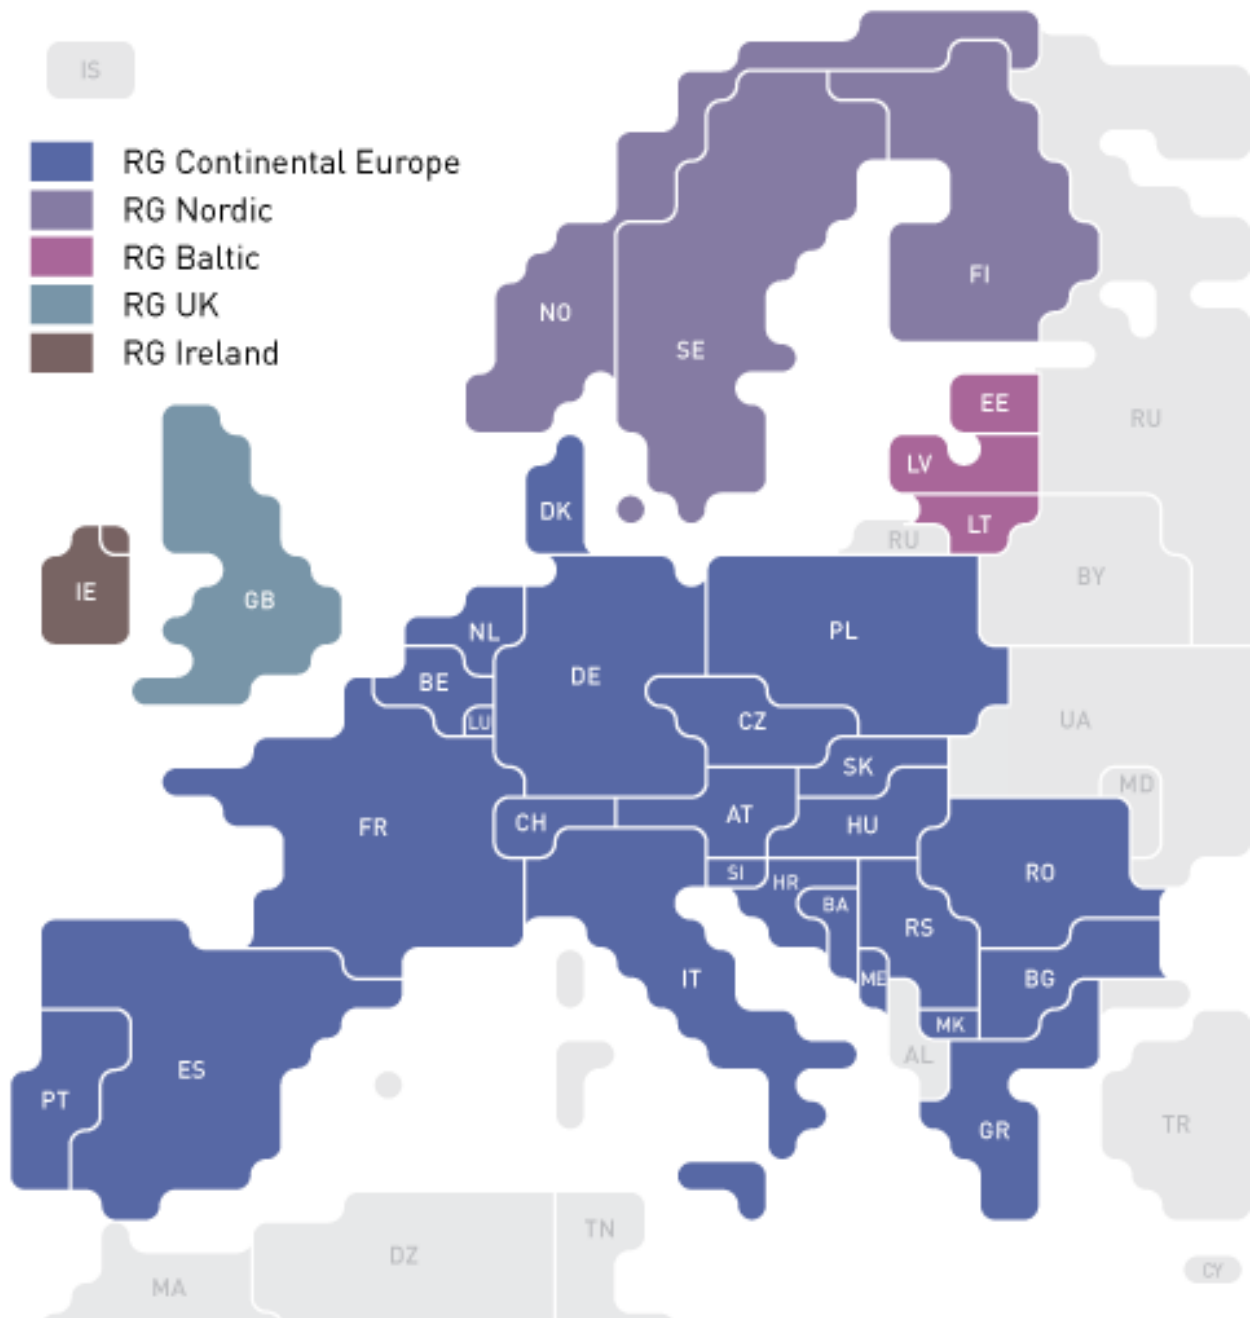 IS
RG Continental Europe
RG Nordic
RG Baltic
RG UK
RG Ireland
FI
NO
SE
EE
RU
LV
DK
LT
RU
BY
IE
GB
NL
PL
DE
BE
CZ
LU
UA
SK
MD
FR
CH
AT
HU
SI
HR
RO
BA
RS
IT
ME
BG
MK
AL
ES
PT
GR
TR
TN
DZ
CY
MA